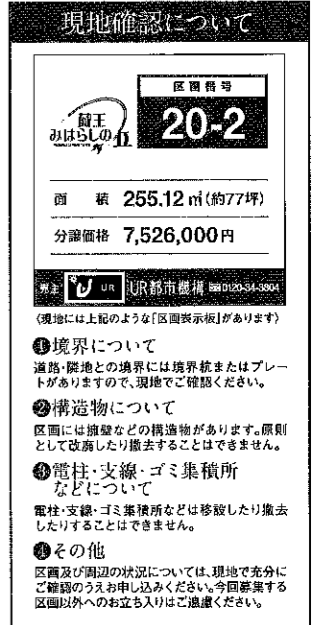 現地確認について
蔵王
みはらしの丘
区画番号
20-2
面 積 255.12㎡(約77坪)
分譲価格 7,526,000円
売主 UR UR都市機構 0120-34-3804
(現地には上記のような「区画表示板」があります)
❶境界について
道路・隣地との境界には境界杭またはプレー
トがありますので、現地でご確認ください。
❷構造物について
区画には擁壁などの構造物があります。原則
として改廃したり撤去することはできません。
❸電柱・支線・ゴミ集積所
などについて
電柱・支線・ゴミ集積所などは移設したり撤去
したりすることはできません。
❹その他
区画及び周辺の状況については、現地で充分に
ご確認のうえお申し込みください。今回募集する
区画以外へのお立ち入りはご遠慮ください。